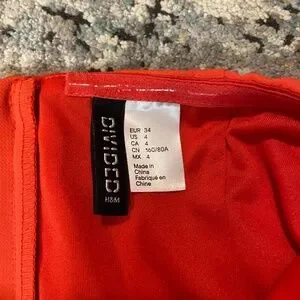 DIVIDED
H&M
EUR 34
US 4
CA 4
CN 160/80A
MX 4
Made in
China
Fabriqué en
Chine